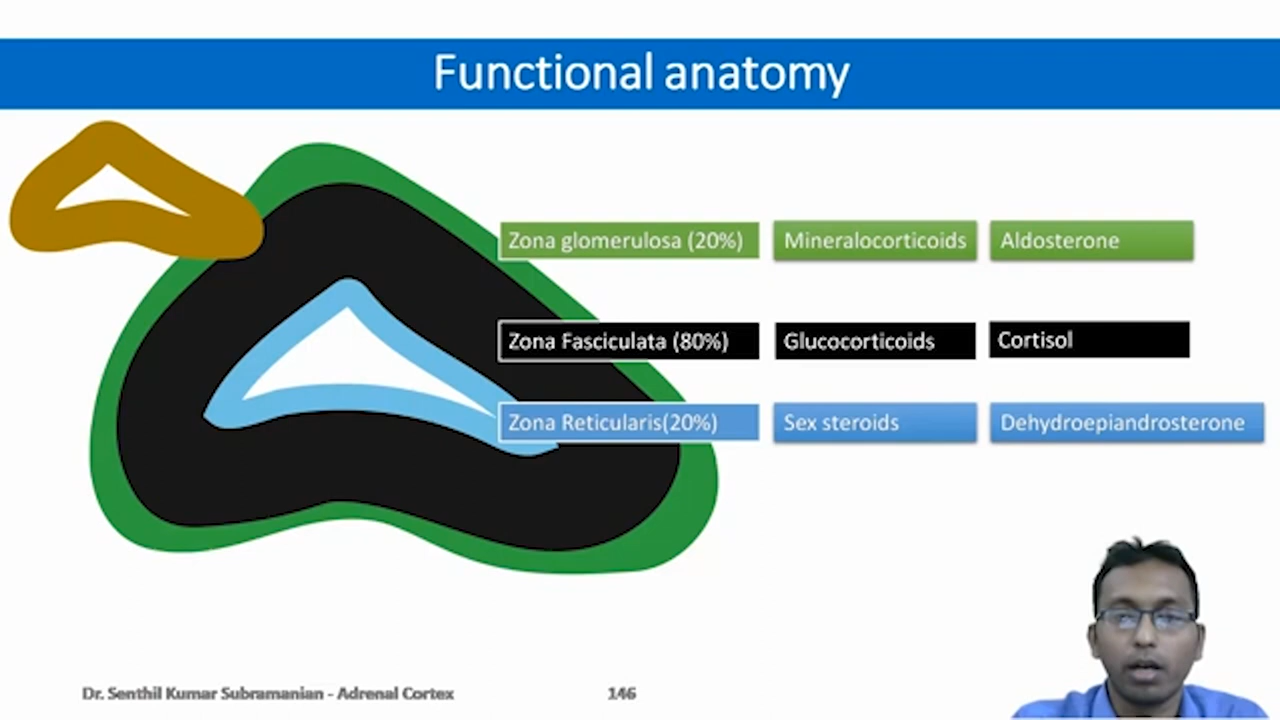 Functional anatomy
Zona glomerulosa (20%) Mineralocorticoids Aldosterone
Zona Fasciculata (80%) Glucocorticoids Cortisol
Zona Reticularis(20%) Sex steroids Dehydroepiandrosterone
Dr. Senthil Kumar Subramanian - Adrenal Cortex 146